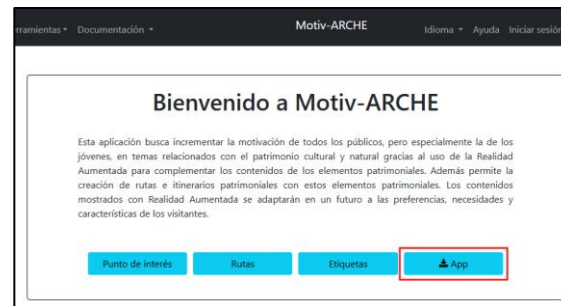 Documentación Motiv-ARCHE Idioma Ayuda Iniciar sesión
Bienvenido a Motiv-ARCHE
Esta aplicación busca incrementar la motivación de todos los públicos, pero especialmente la de los
jóvenes, en temas relacionados con el patrimonio cultural y natural gracias al uso de la Realidad
Aumentada para complementar los contenidos de los elementos patrimoniales. Además permite la
creación de rutas e itinerarios patrimoniales con estos elementos patrimoniales. Los contenidos
mostrados con Realidad Aumentada se adaptarán en un futuro a las preferencias, necesidades y
características de los visitantes.
Punto de interés Rutas Etiquetas App